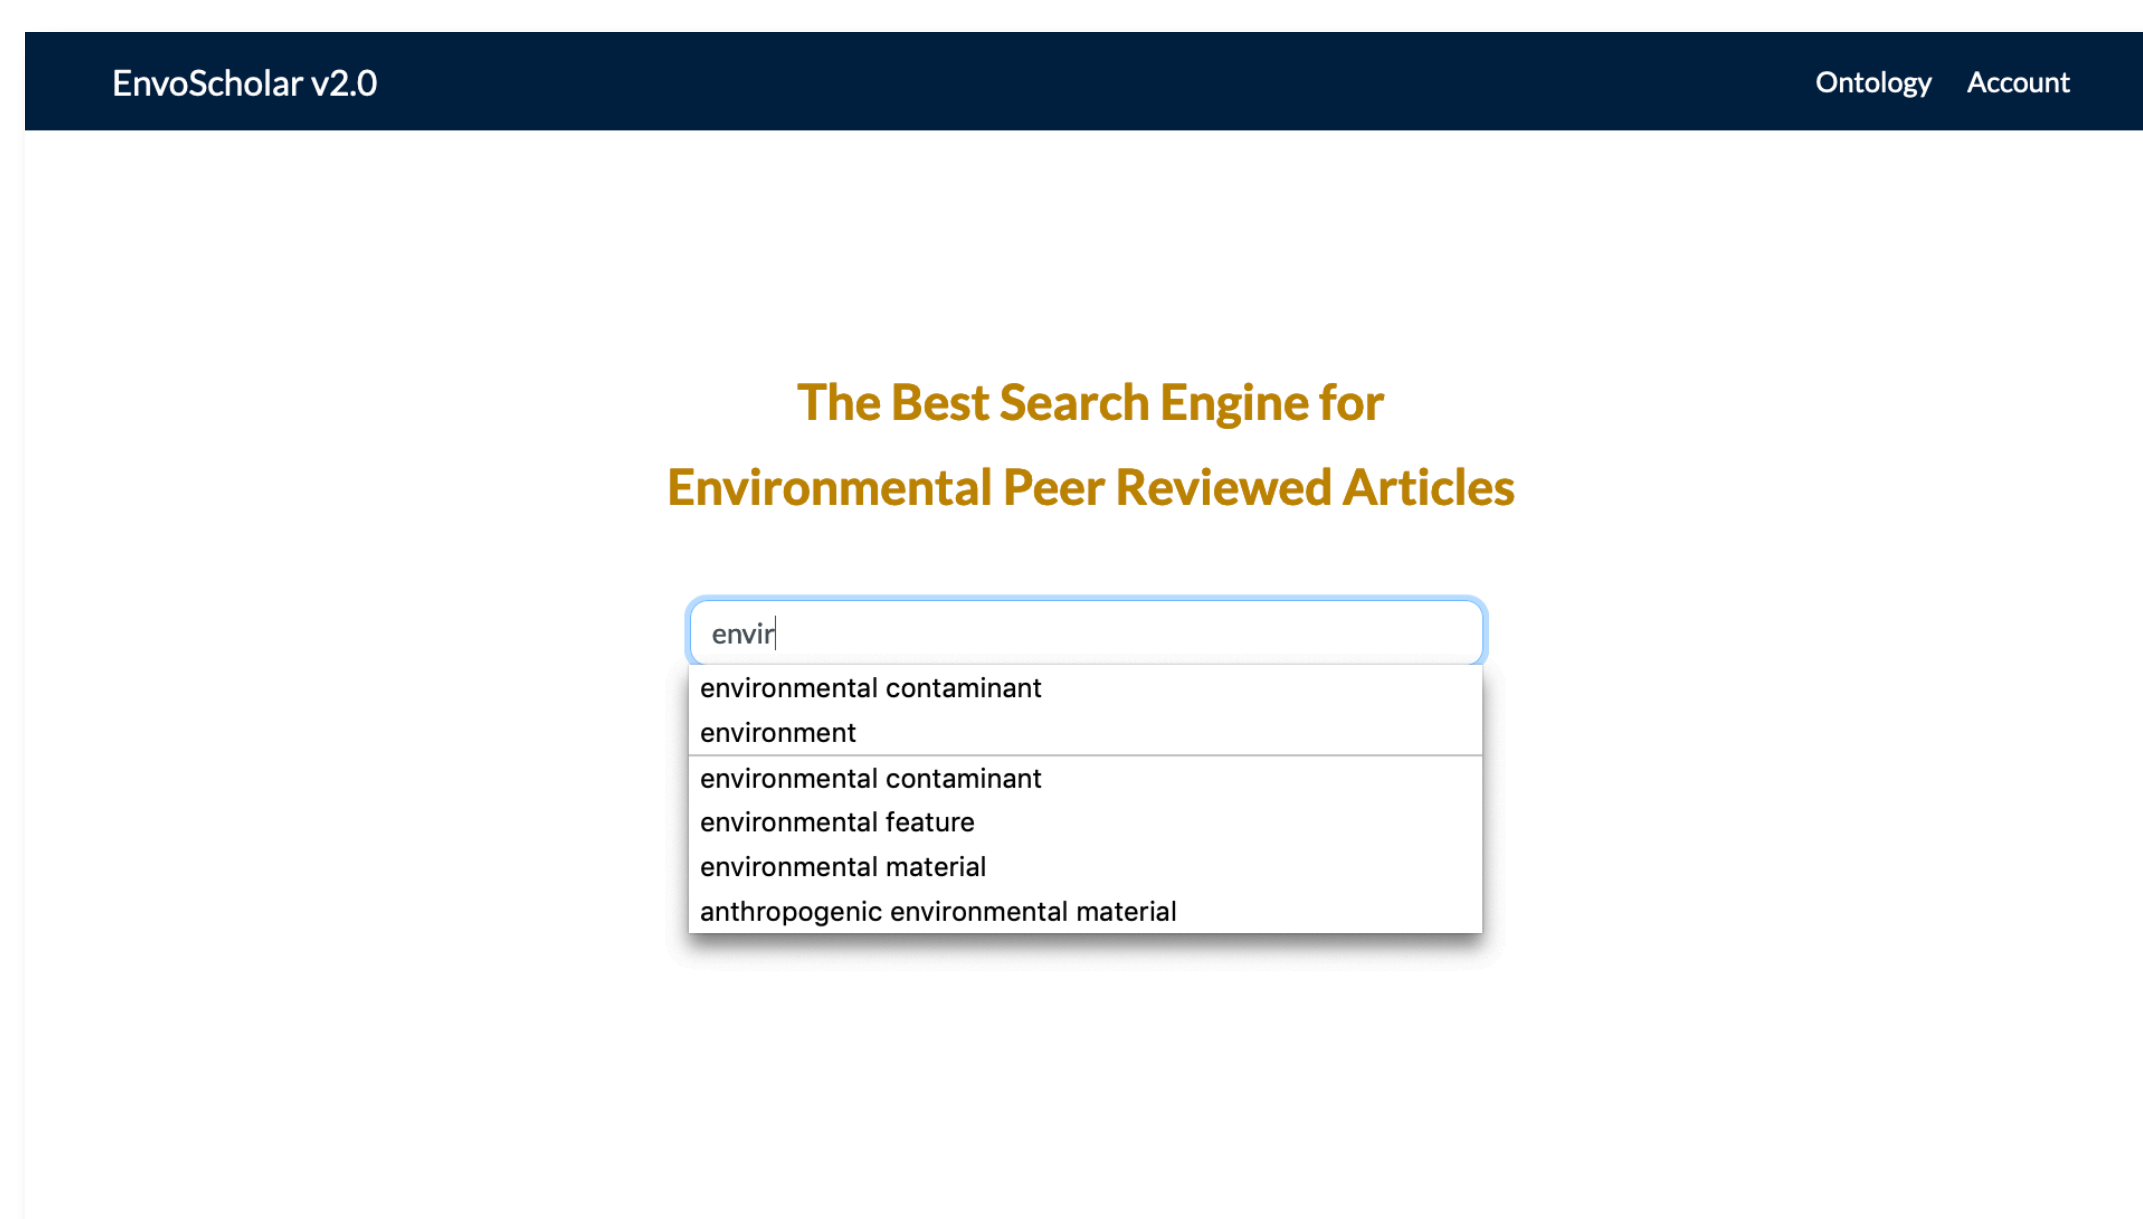 EnvoScholar v2.0
Ontology Account
The Best Search Engine for
Environmental Peer Reviewed Articles
envir
environmental contaminant
environment
environmental contaminant
environmental feature
environmental material
anthropogenic environmental material